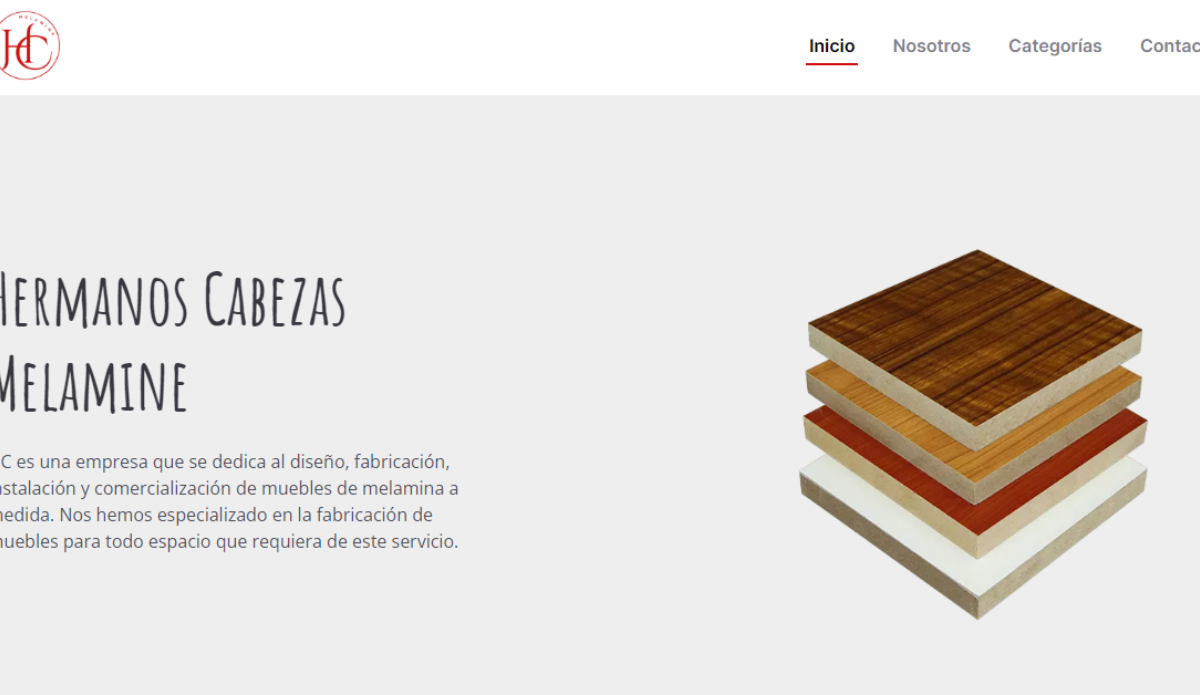 MELAMINE
HC
Inicio Nosotros Categorías Contac
Hermanos Cabezas
Melamine
C es una empresa que se dedica al diseño, fabricación,
nstalación y comercialización de muebles de melamina a
medida. Nos hemos especializado en la fabricación de
muebles para todo espacio que requiera de este servicio.